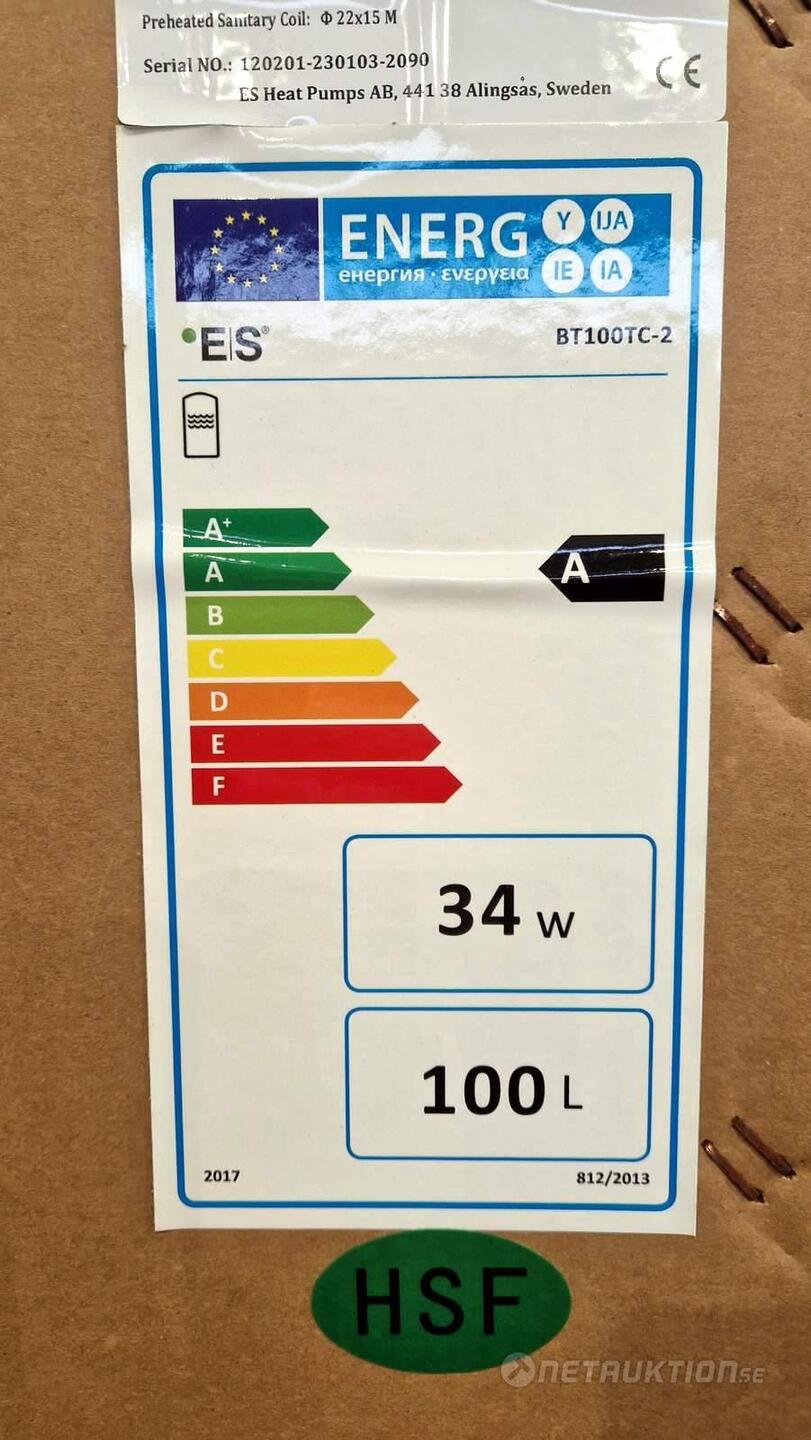 Preheated Sanitary Coil: Φ 22x15 M
Serial NO.: 120201-230103-2090
CE
ES Heat Pumps AB, 441 38 Alingsås, Sweden
ENERG Y IJA
енергия · ενεργεια IE IA
E|S® BT100TC-2
A+
A A
B
C
D
E
F
34 W
100 L
2017 812/2013
HSF
NETAUKTION.SE